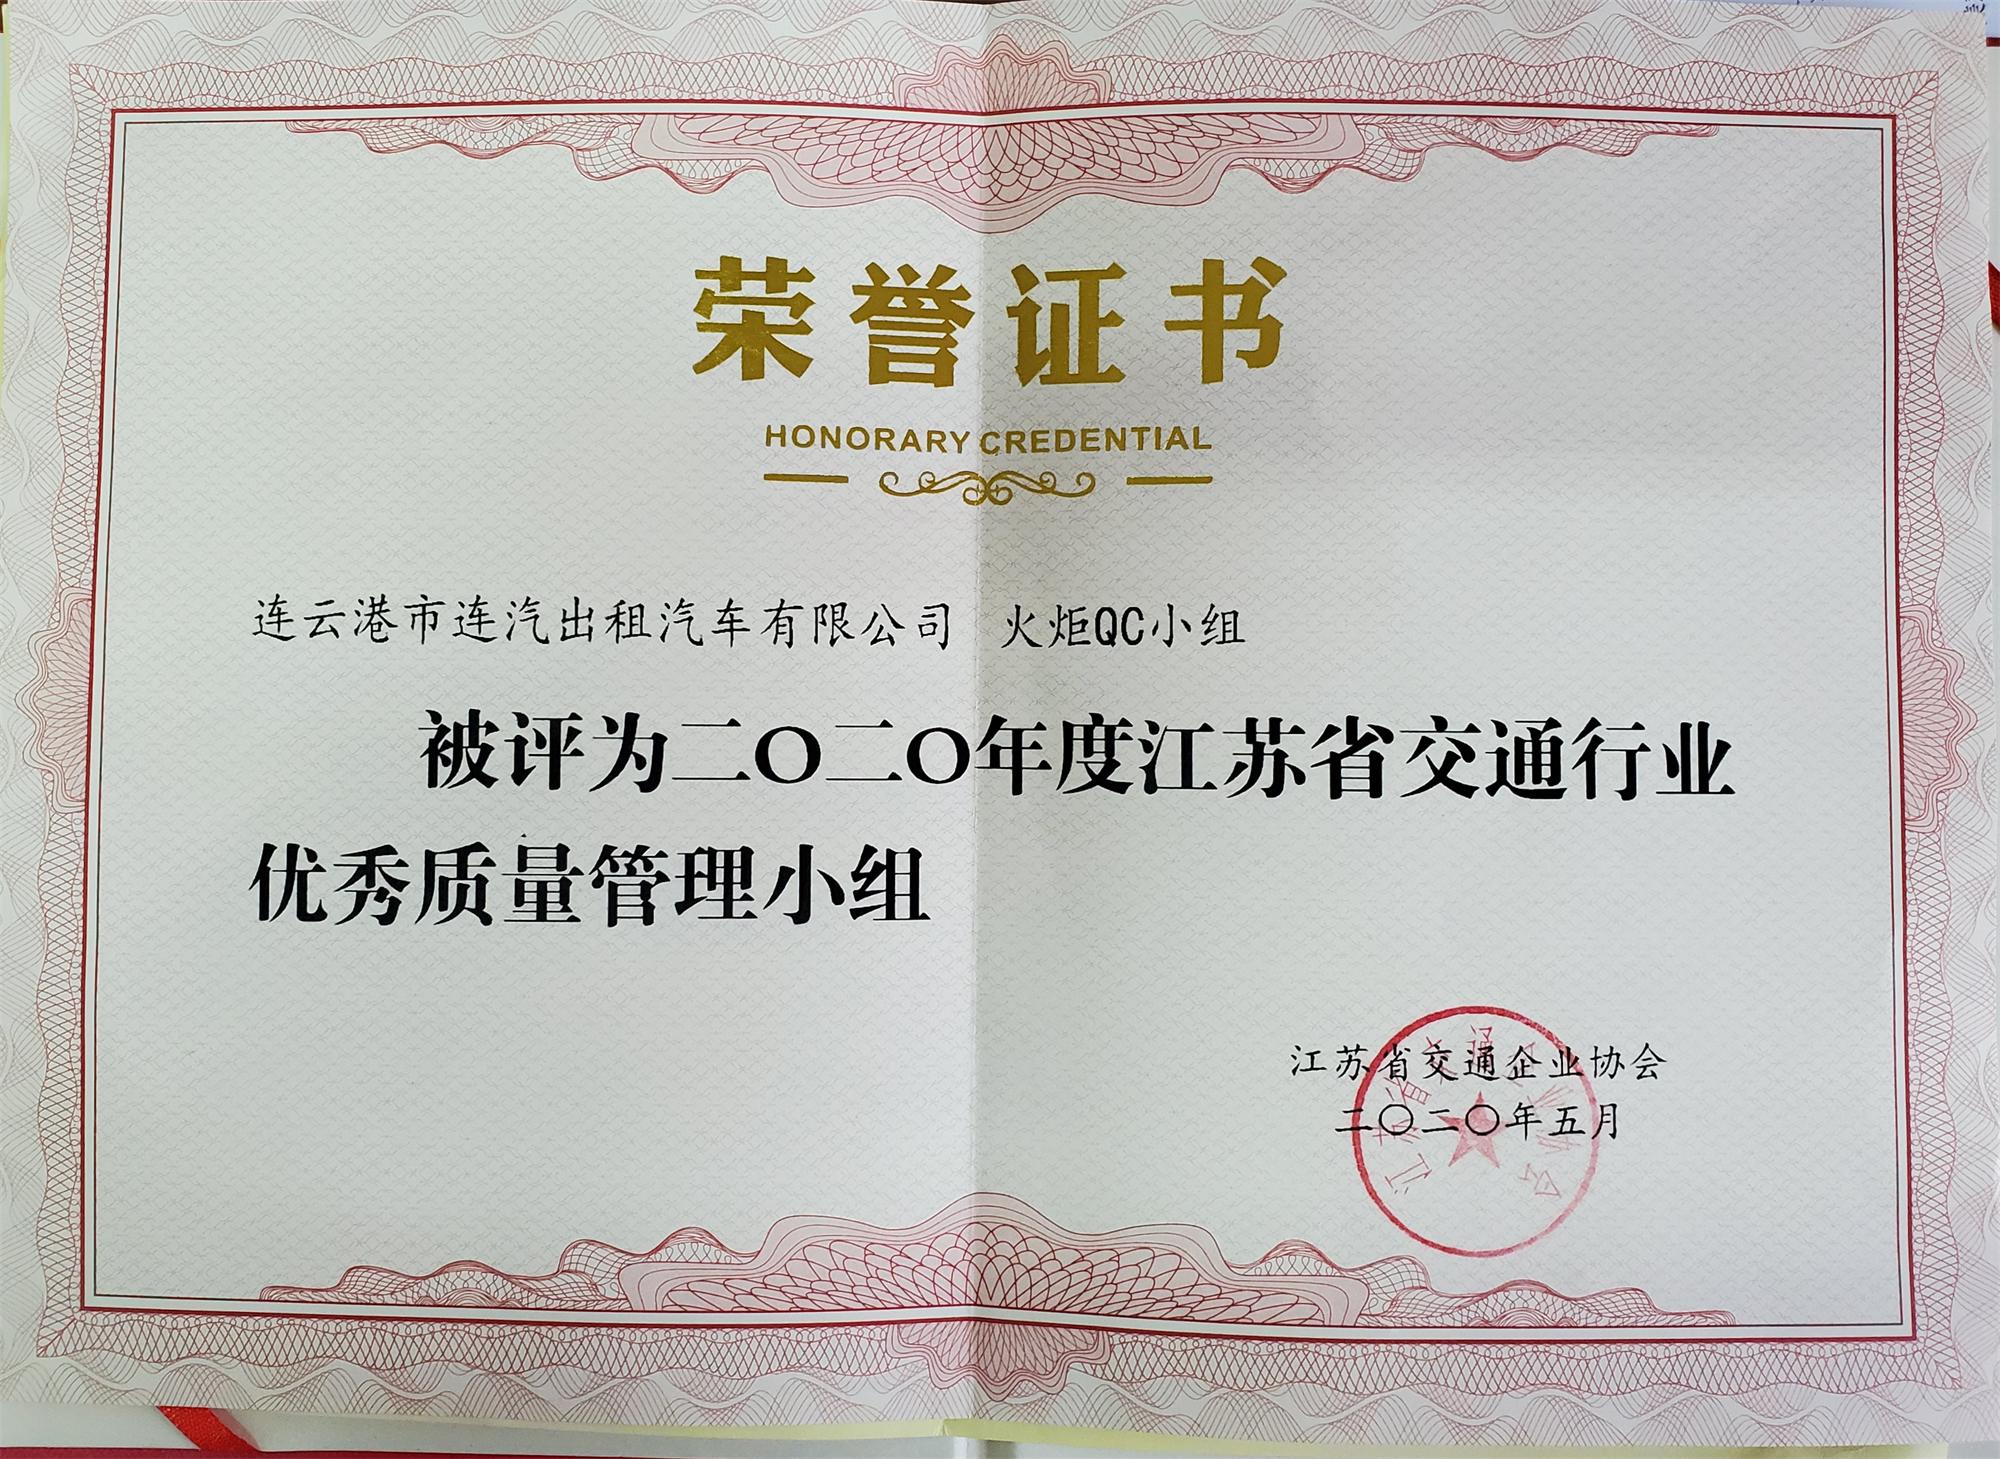 荣誉证书
HONORARY CREDENTIAL
连云港市连汽出租汽车有限公司 火炬QC小组
被评为二〇二〇年度江苏省交通行业
优秀质量管理小组
江苏省交通企业协会
二〇二〇年五月